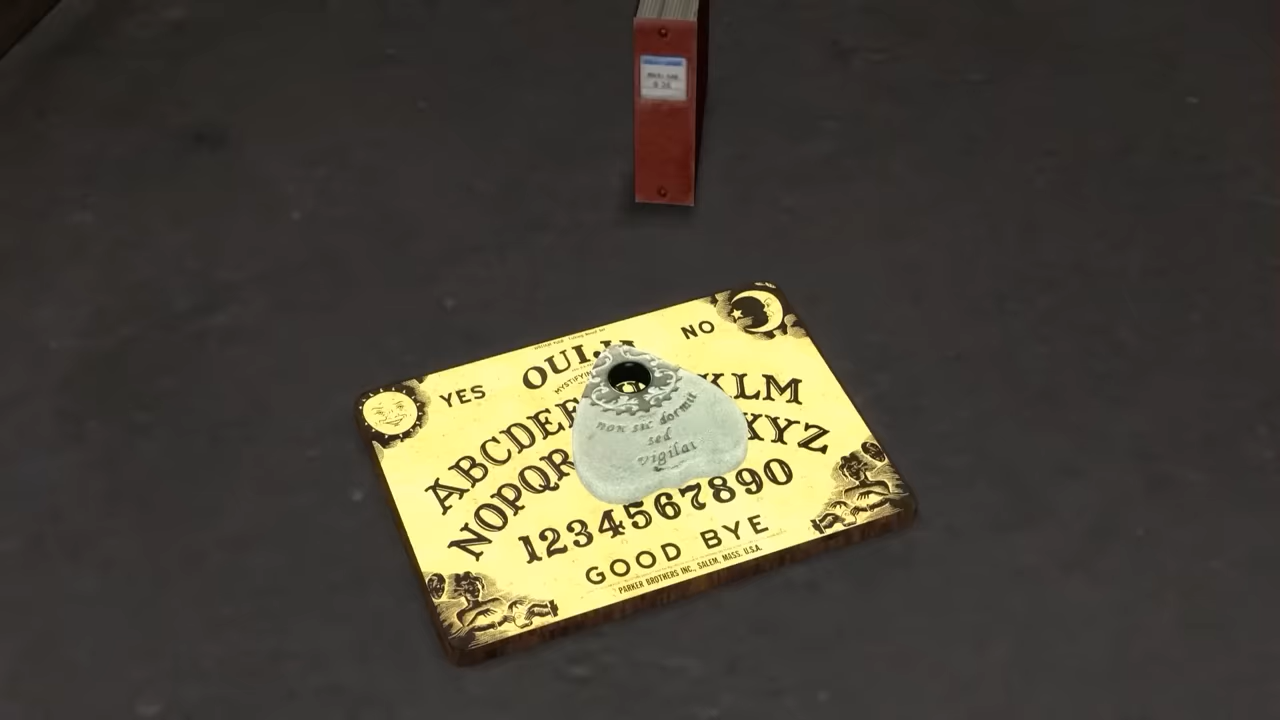 YES
OUIJA
NO
MYSTIFYIN
ABCDEF KLM
NOPQR XYZ
1234567890
GOOD BYE
PARKER BROTHERS INC., SALEM, MASS. U.S.A.
non sic dormit
sed
vigilat